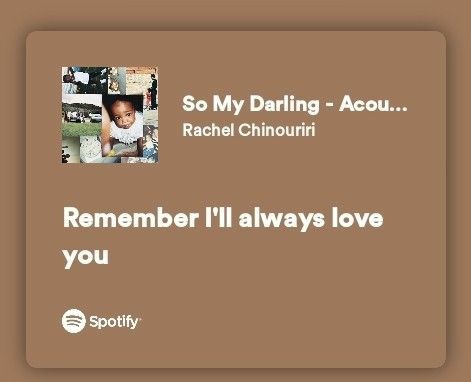 So My Darling - Acou...
Rachel Chinouriri
Remember I'll always love
you
Spotify